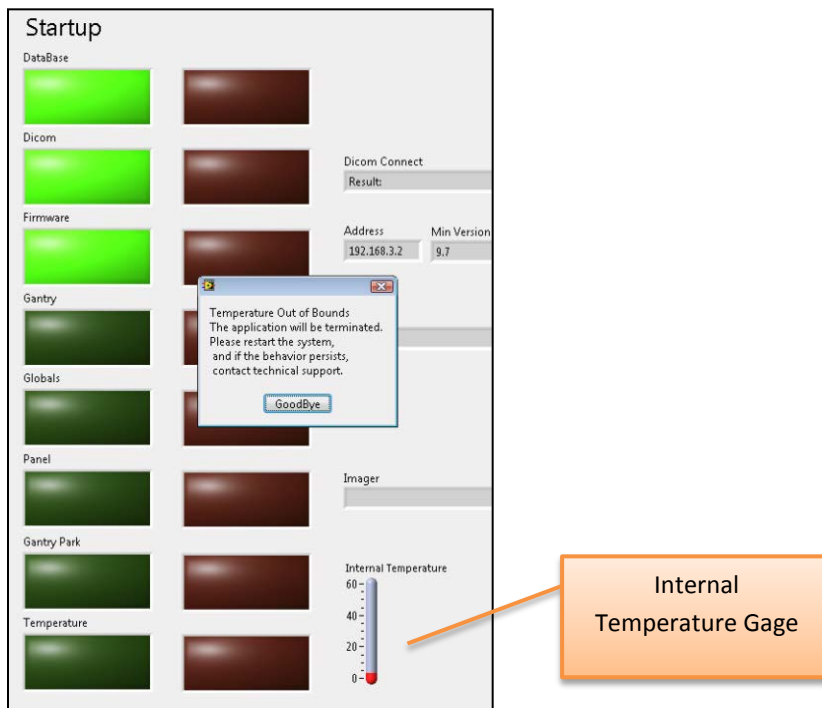 Startup
DataBase
Dicom
Dicom Connect
Result:
Firmware
Address Min Version
192.168.3.2 9.7
Gantry
Temperature Out of Bounds
The application will be terminated.
Please restart the system,
and if the behavior persists,
contact technical support.
GoodBye
Globals
Panel
Imager
Gantry Park
Internal Temperature
60
40
20
0
Temperature
Internal
Temperature Gage